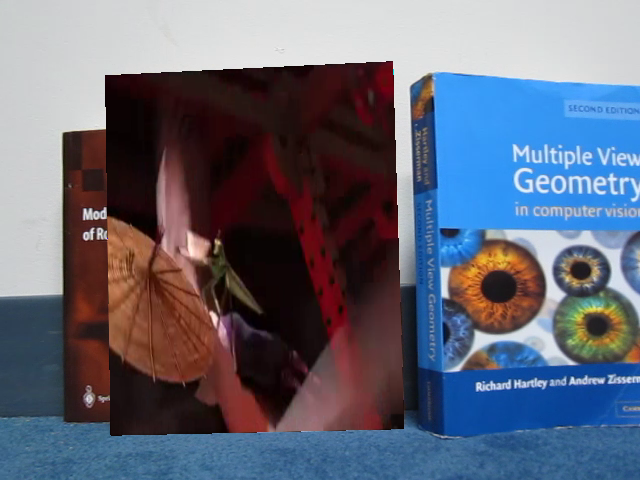 Mod
of Ro
SECOND EDITION
Multiple View
Geometry
in computer vision
Richard Hartley and Andrew Zisserm
Hartley and
Zisserman
Multiple View Geometry